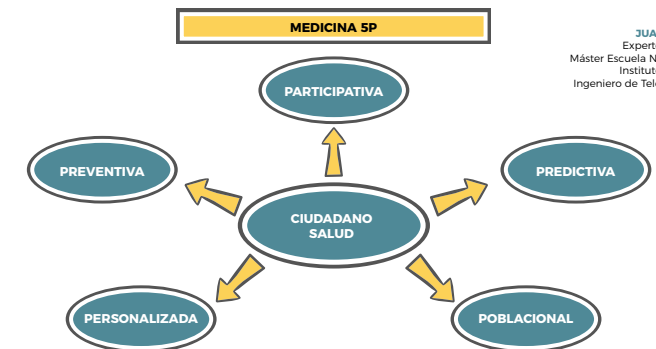 MEDICINA 5P
JUA
Expert
Máster Escuela N
Institut
Ingeniero de Tel
PARTICIPATIVA
PREVENTIVA
PREDICTIVA
CIUDADANO
SALUD
PERSONALIZADA
POBLACIONAL